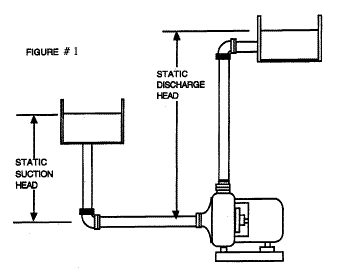 FIGURE # 1
STATIC
DISCHARGE
HEAD
STATIC
SUCTION
HEAD